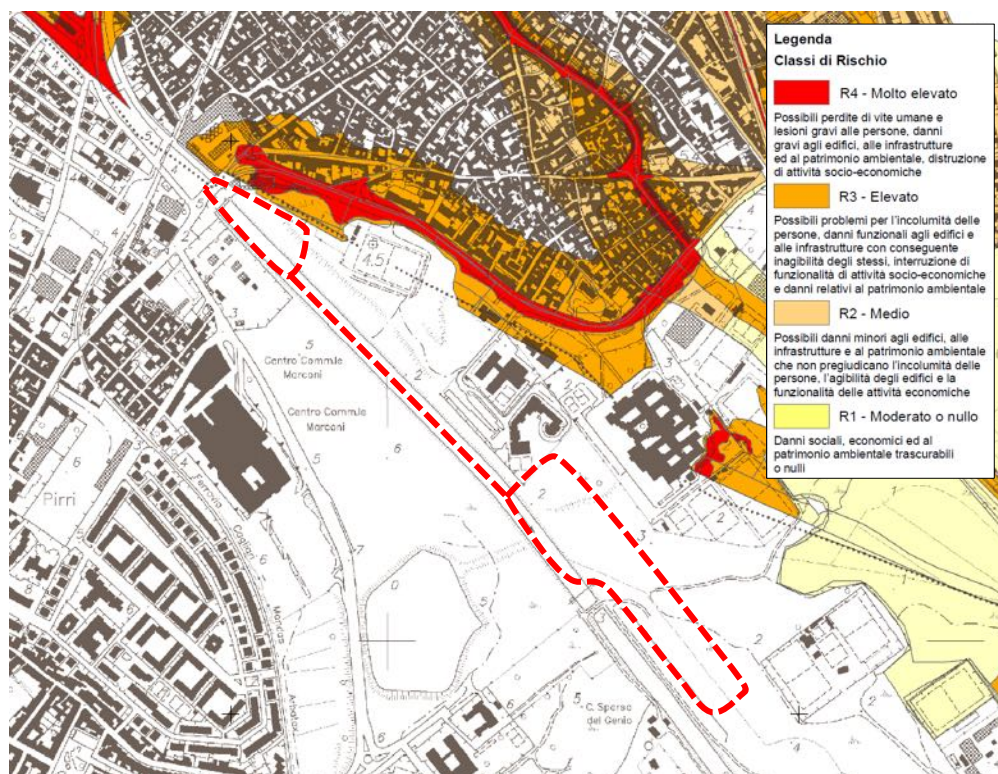 Legenda
Classi di Rischio
R4 - Molto elevato
Possibili perdite di vite umane e
lesioni gravi alle persone, danni
gravi agli edifici, alle infrastrutture
ed al patrimonio ambientale, distruzione
di attività socio-economiche
R3 - Elevato
Possibili problemi per l'incolumità delle
persone, danni funzionali agli edifici e
alle infrastrutture con conseguente
inagibilità degli stessi, interruzione di
funzionalità di attività socio-economiche
e danni relativi al patrimonio ambientale
R2 - Medio
Possibili danni minori agli edifici, alle
infrastrutture e al patrimonio ambientale
che non pregiudicano l'incolumità delle
persone, l'agibilità degli edifici e la
funzionalità delle attività economiche
R1 - Moderato o nullo
Danni sociali, economici ed al
patrimonio ambientale trascurabili
o nulli
Centro Comm.le
Marconi
Centro Comm.le
Marconi
Pirri
Ferrovia
Cagliari
C. Sparse
del Genio